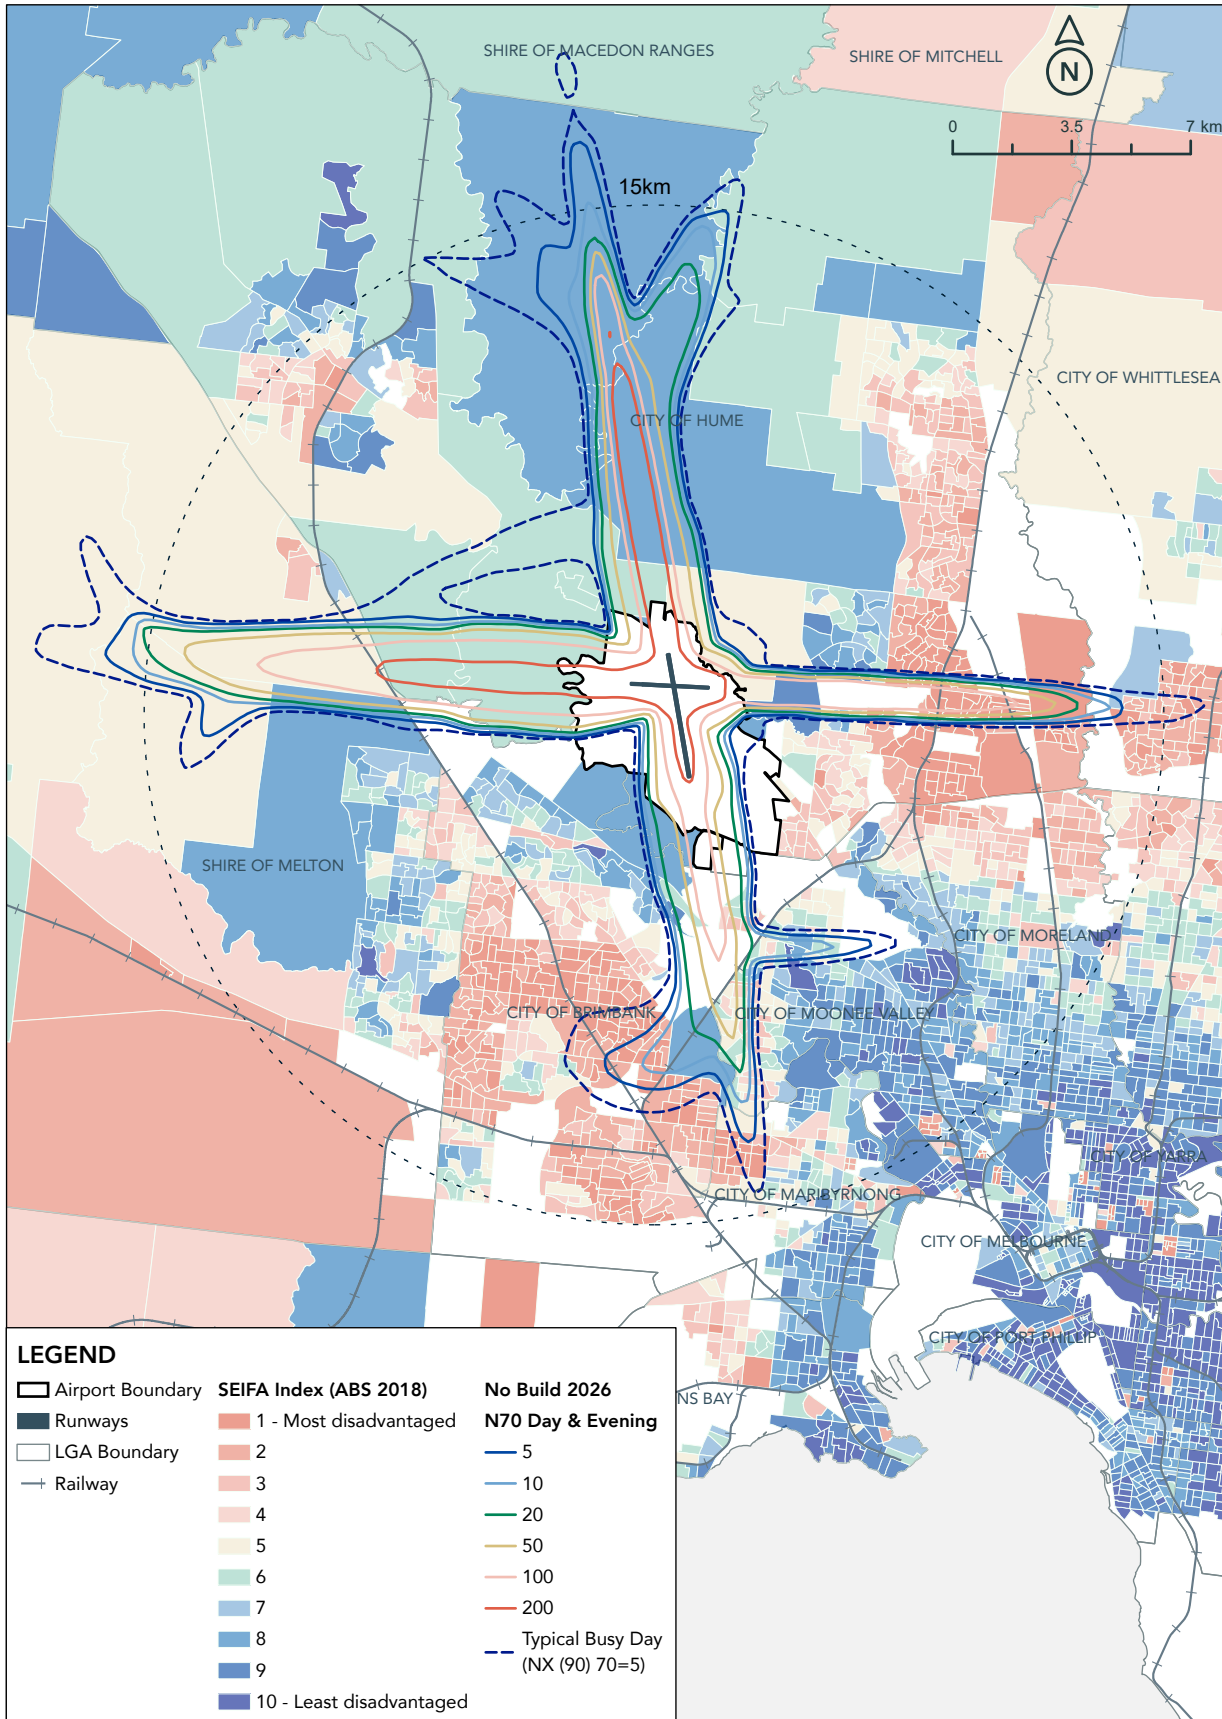 SHIRE OF MACEDON RANGES
SHIRE OF MITCHELL
N
0 3.5 7 km
15km
CITY OF WHITTLESEA
CITY OF HUME
SHIRE OF MELTON
CITY OF MORELAND
CITY OF BRIMBANK
CITY OF MOONEE VALLEY
CITY OF YARRA
CITY OF MARIBYRNONG
CITY OF MELBOURNE
CITY OF PORT PHILLIP
NS BAY
LEGEND
Airport Boundary
Runways
LGA Boundary
Railway
SEIFA Index (ABS 2018)
1 - Most disadvantaged
2
3
4
5
6
7
8
9
10 - Least disadvantaged
No Build 2026
N70 Day & Evening
5
10
20
50
100
200
Typical Busy Day
(NX (90) 70=5)